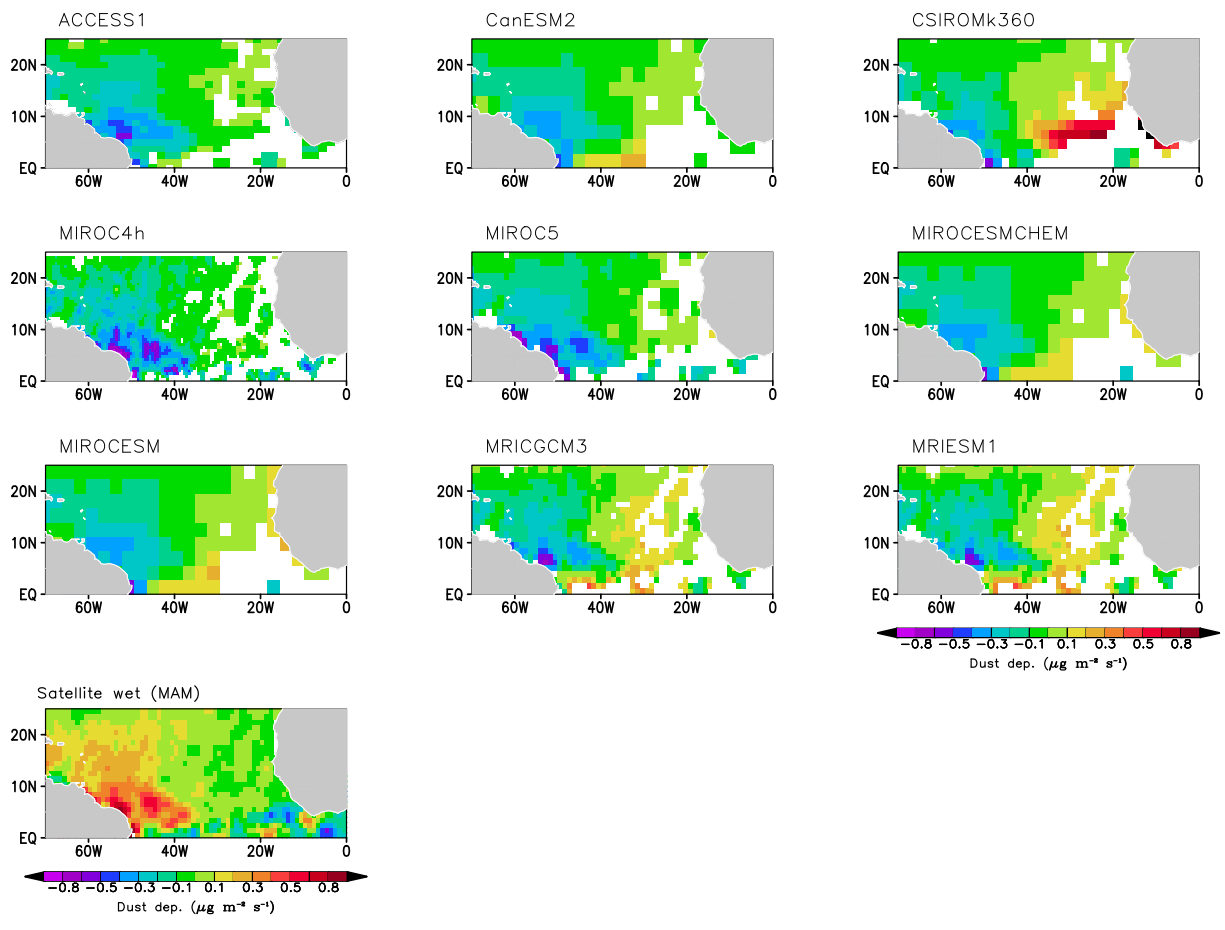 ACCESS1
CanESM2
CSIROMk360
20N 10N EQ
60W 40W 20W 0
20N 10N EQ
60W 40W 20W 0
20N 10N EQ
60W 40W 20W 0
MIROC4h
MIROC5
MIROCESMCHEM
20N 10N EQ
60W 40W 20W 0
20N 10N EQ
60W 40W 20W 0
20N 10N EQ
60W 40W 20W 0
MIROCESM
MRICGCM3
MRIESM1
20N 10N EQ
60W 40W 20W 0
20N 10N EQ
60W 40W 20W 0
20N 10N EQ
60W 40W 20W 0
-0.8 -0.5 -0.3 -0.1 0.1 0.3 0.5 0.8
Dust dep. (μg m⁻² s⁻¹)
Satellite wet (MAM)
20N 10N EQ
60W 40W 20W 0
-0.8 -0.5 -0.3 -0.1 0.1 0.3 0.5 0.8
Dust dep. (μg m⁻² s⁻¹)